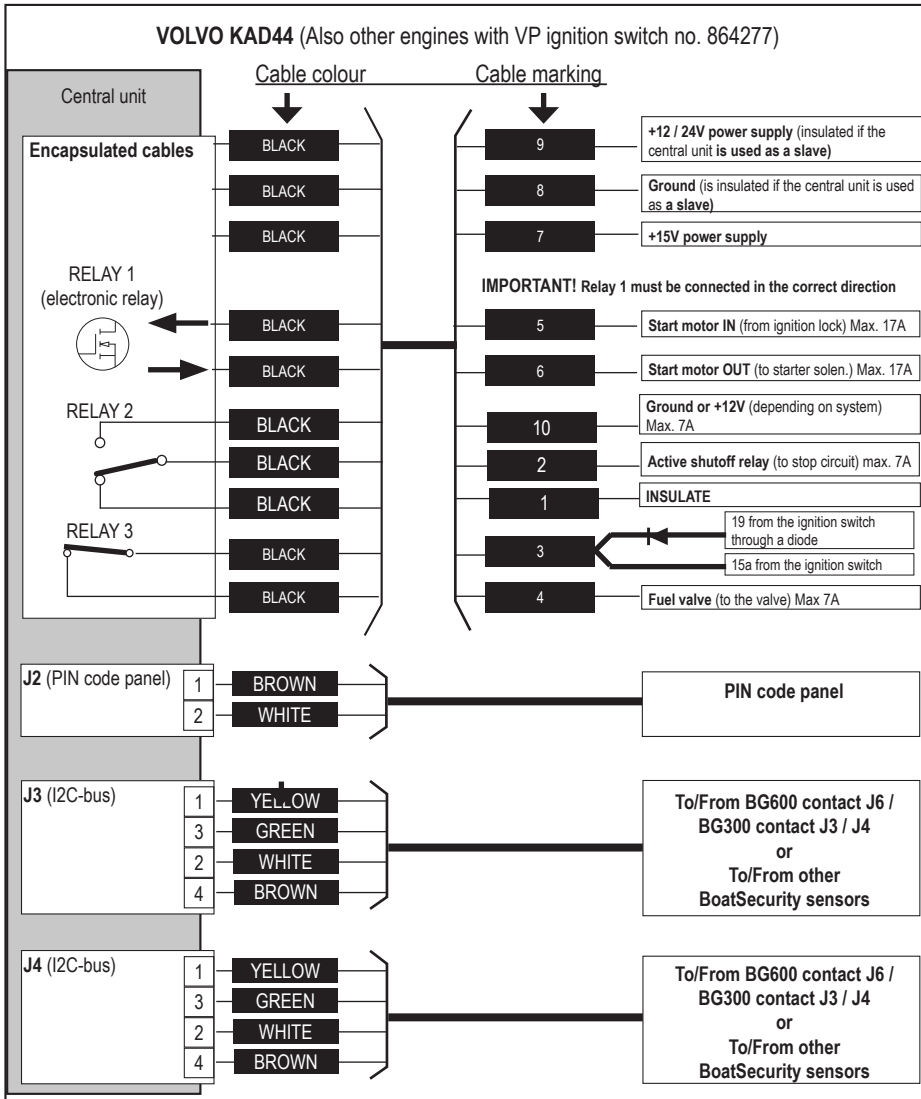 VOLVO KAD44 (Also other engines with VP ignition switch no. 864277)
Cable colour
Cable marking
Central unit
Encapsulated cables
BLACK
9
+12 / 24V power supply (insulated if the
central unit is used as a slave)
BLACK
8
Ground (is insulated if the central unit is used
as a slave)
BLACK
7
+15V power supply
IMPORTANT! Relay 1 must be connected in the correct direction
RELAY 1
(electronic relay)
BLACK
5
Start motor IN (from ignition lock) Max. 17A
BLACK
6
Start motor OUT (to starter solen.) Max. 17A
RELAY 2
BLACK
10
Ground or +12V (depending on system)
Max. 7A
BLACK
2
Active shutoff relay (to stop circuit) max. 7A
BLACK
1
INSULATE
RELAY 3
BLACK
3
19 from the ignition switch
through a diode
15a from the ignition switch
BLACK
4
Fuel valve (to the valve) Max 7A
J2 (PIN code panel)
1
BROWN
2
WHITE
PIN code panel
J3 (I2C-bus)
1
YELLOW
3
GREEN
2
WHITE
4
BROWN
To/From BG600 contact J6 /
BG300 contact J3 / J4
or
To/From other
BoatSecurity sensors
J4 (I2C-bus)
1
YELLOW
3
GREEN
2
WHITE
4
BROWN
To/From BG600 contact J6 /
BG300 contact J3 / J4
or
To/From other
BoatSecurity sensors